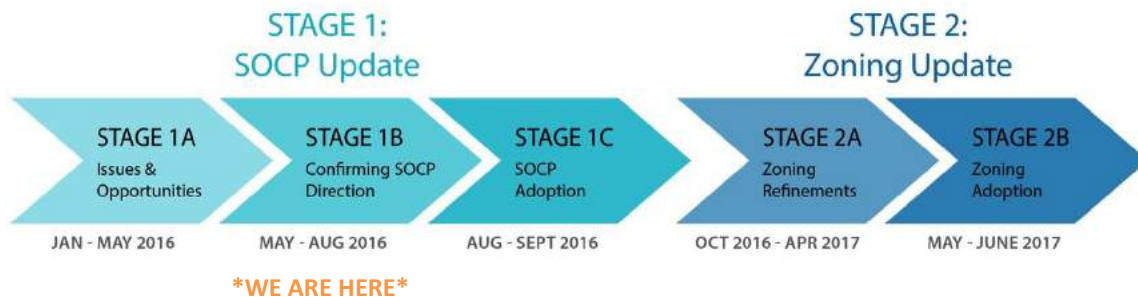 STAGE 1:
SOCP Update
STAGE 2:
Zoning Update
STAGE 1A
Issues &
Opportunities
STAGE 1B
Confirming SOCP
Direction
STAGE 1C
SOCP
Adoption
STAGE 2A
Zoning
Refinements
STAGE 2B
Zoning
Adoption
JAN - MAY 2016
MAY - AUG 2016
AUG - SEPT 2016
OCT 2016 - APR 2017
MAY - JUNE 2017
*WE ARE HERE*